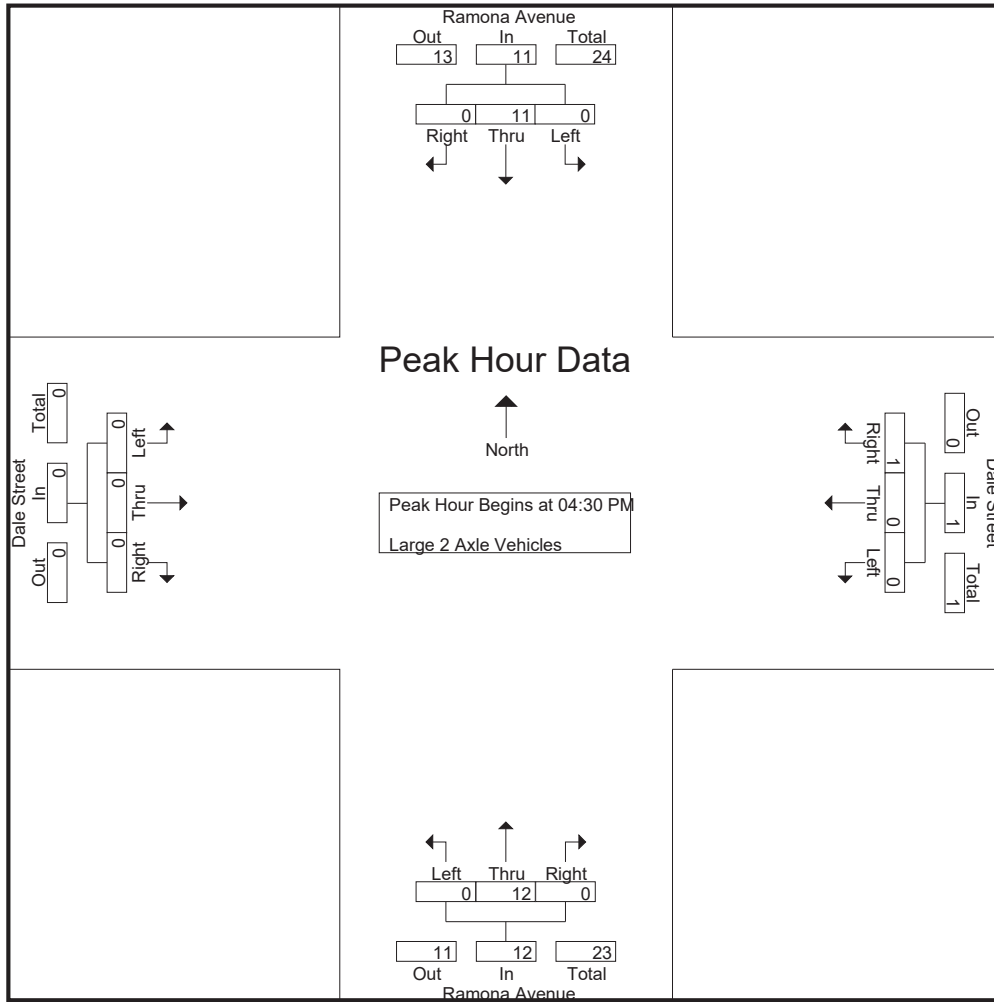 Ramona Avenue
Out In Total
13 11 24
0 11 0
Right Thru Left
Peak Hour Data
North
Peak Hour Begins at 04:30 PM
Large 2 Axle Vehicles
Dale Street
Total In Out
0 0 0
0 0 0
Left Thru Right
Right Thru Left
1 0 0
0 1 1
Out In Total
Dale Street
Left Thru Right
0 12 0
11 12 23
Out In Total
Ramona Avenue